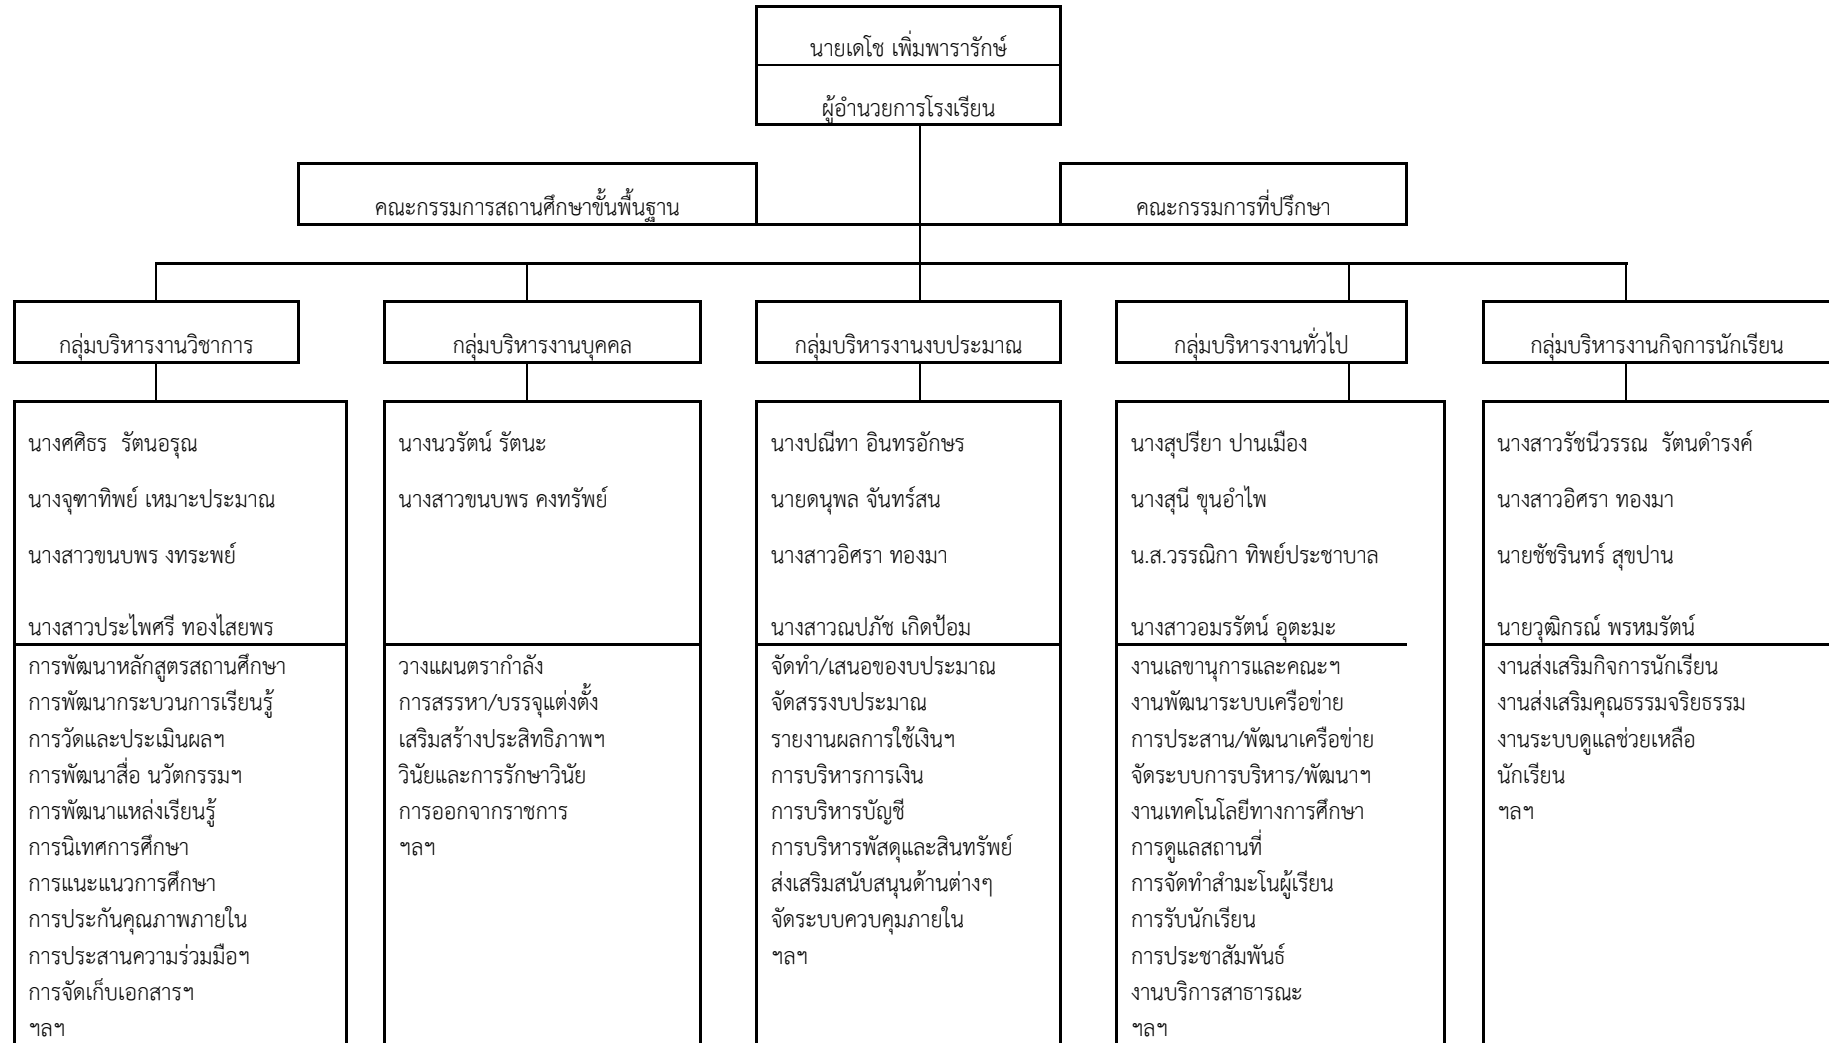 นายเดโช เพิ่มพารารักษ์
ผู้อำนวยการโรงเรียน
คณะกรรมการสถานศึกษาขั้นพื้นฐาน
คณะกรรมการที่ปรึกษา
กลุ่มบริหารงานวิชาการ
กลุ่มบริหารงานบุคคล
กลุ่มบริหารงานงบประมาณ
กลุ่มบริหารงานทั่วไป
กลุ่มบริหารงานกิจการนักเรียน
นางศศิธร  รัตนอรุณ
นางจุฑาทิพย์ เหมาะประมาณ
นางสาวขนบพร งทระพย์
นางสาวประไพศรี ทองไสยพร
การพัฒนาหลักสูตรสถานศึกษา
การพัฒนากระบวนการเรียนรู้
การวัดและประเมินผลฯ
การพัฒนาสื่อ นวัตกรรมฯ
การพัฒนาแหล่งเรียนรู้
การนิเทศการศึกษา
การแนะแนวการศึกษา
การประกันคุณภาพภายใน
การประสานความร่วมมือฯ
การจัดเก็บเอกสารฯ
ฯลฯ
นางนวรัตน์ รัตนะ
นางสาวขนบพร คงทรัพย์
วางแผนตรากำลัง
การสรรหา/บรรจุแต่งตั้ง
เสริมสร้างประสิทธิภาพฯ
วินัยและการรักษาวินัย
การออกจากราชการ
ฯลฯ
นางปณีทา อินทรอักษร
นายดนุพล จันทร์สน
นางสาวอิศรา ทองมา
นางสาวณปภัช เกิดป้อม
จัดทำ/เสนอของบประมาณ
จัดสรรงบประมาณ
รายงานผลการใช้เงินฯ
การบริหารการเงิน
การบริหารบัญชี
การบริหารพัสดุและสินทรัพย์
ส่งเสริมสนับสนุนด้านต่างๆ
จัดระบบควบคุมภายใน
ฯลฯ
นางสุปรียา ปานเมือง
นางสุนี ขุนอำไพ
น.ส.วรรณิกา ทิพย์ประชาบาล
นางสาวอมรรัตน์ อุตะมะ
งานเลขานุการและคณะฯ
งานพัฒนาระบบเครือข่าย
การประสาน/พัฒนาเครือข่าย
จัดระบบการบริหาร/พัฒนาฯ
งานเทคโนโลยีทางการศึกษา
การดูแลสถานที่
การจัดทำสำมะโนผู้เรียน
การรับนักเรียน
การประชาสัมพันธ์
งานบริการสาธารณะ
ฯลฯ
นางสาวรัชนีวรรณ  รัตนดำรงค์
นางสาวอิศรา ทองมา
นายชัชรินทร์ สุขปาน
นายวุฒิกรณ์ พรหมรัตน์
งานส่งเสริมกิจการนักเรียน
งานส่งเสริมคุณธรรมจริยธรรม
งานระบบดูแลช่วยเหลือ
นักเรียน
ฯลฯ